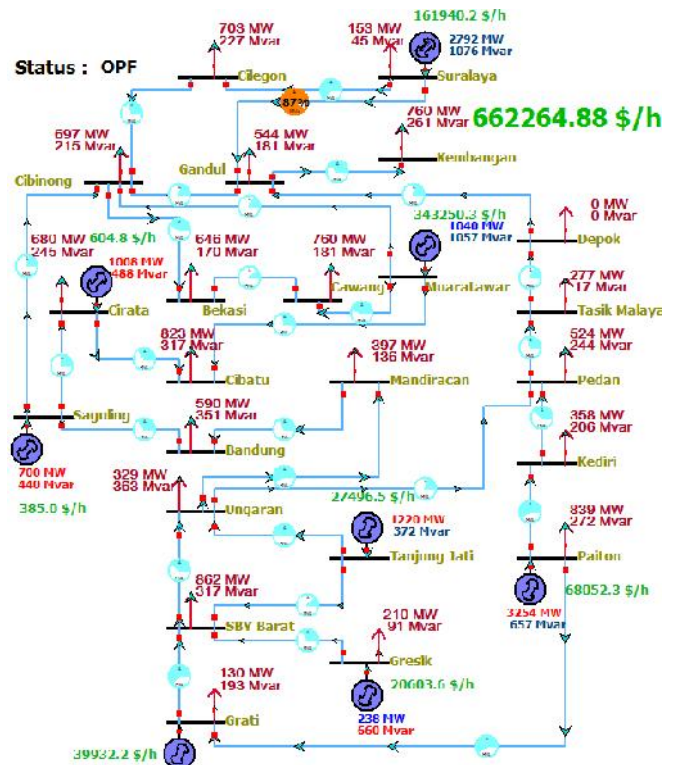 161940.2 $/h
703 MW
227 Mvar
153 MW
45 Mvar
2792 MW
1076 MW
Status : OPF
Cilegon
Suralaya
87%
662264.88 $/h
697 MW
215 Mvar
544 MW
181 Mvar
760 MW
261 Mvar
Kembangan
Cibinong
Gandul
680 MW
245 Mvar
604.8 $/h
646 MW
170 Mvar
760 MW
181 Mvar
343250.3 $/h
1040 MW
1057 MW
0 MW
0 Mvar
Depok
1008 MW
488 Mvar
Cirata
Bekasi
Cawang
Muaratawar
277 MW
17 Mvar
Tasik Malaya
823 MW
317 Mvar
Cibatu
397 MW
136 Mvar
Mandiracan
524 MW
244 Mvar
Pedan
Saguling
590 MW
351 Mvar
Bandung
358 MW
206 Mvar
Kediri
700 MW
440 Mvar
385.0 $/h
329 MW
363 Mvar
Ungaran
27496.5 $/h
1220 MW
372 Mvar
Tanjung Jati
839 MW
272 Mvar
Paiton
862 MW
317 Mvar
SBY Barat
3254 MW
657 Mvar
68052.3 $/h
210 MW
91 Mvar
Gresik
20603.6 $/h
130 MW
193 Mvar
Grati
238 MW
660 Mvar
39932.2 $/h